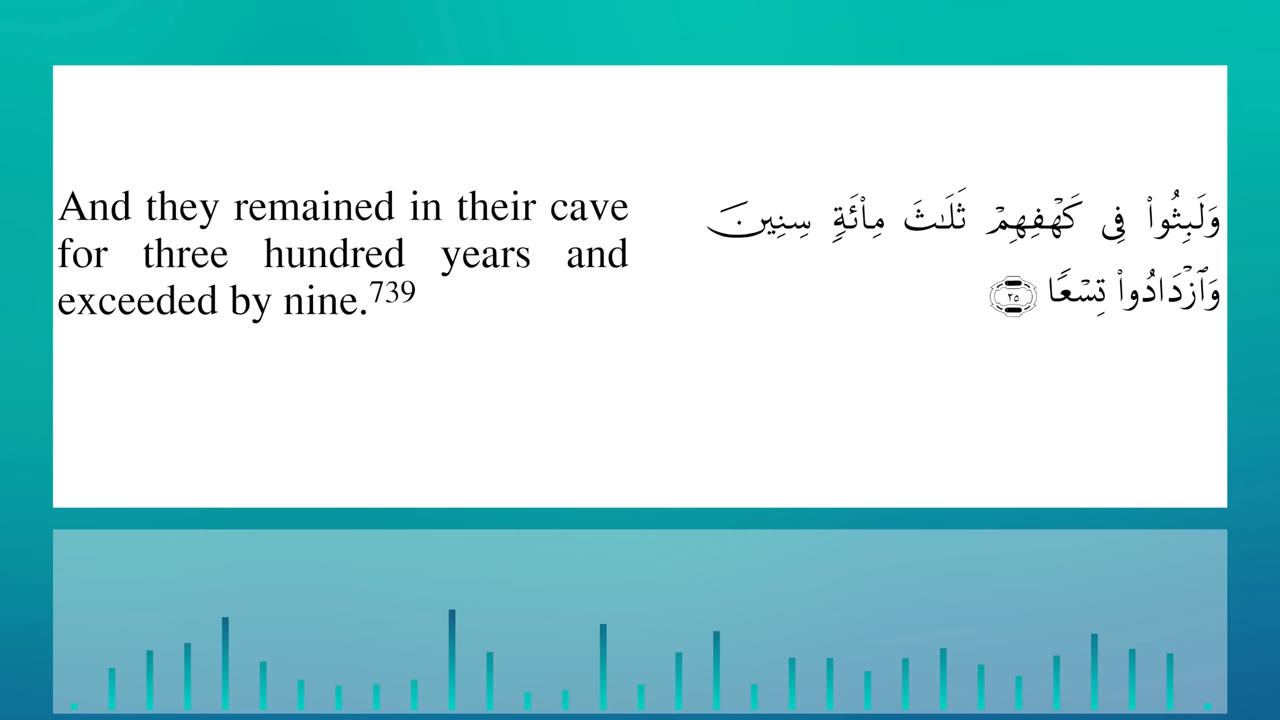 And they remained in their cave
for three hundred years and
exceeded by nine.739
وَلَبِثُوا۟ فِى كَهْفِهِمْ ثَلَـٰثَ مِا۟ئَةٍۢ سِنِينَ
وَٱزْدَادُوا۟ تِسْعًا ٢٥